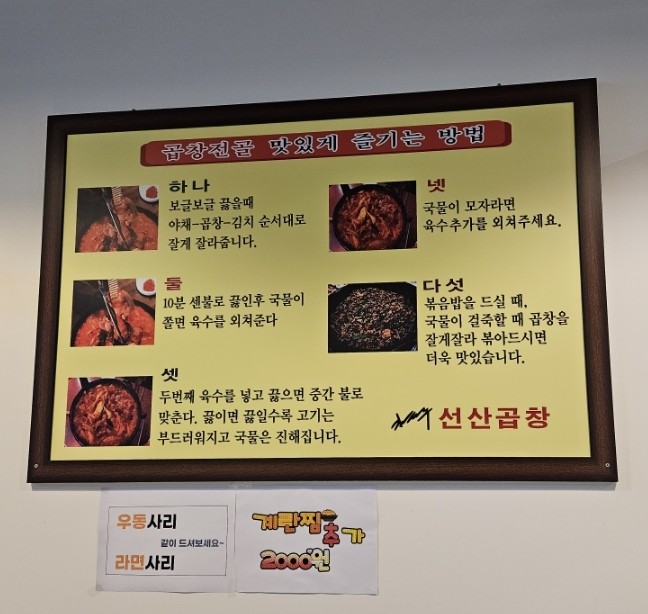 곱창전골 맛있게 즐기는 방법
하나
보글보글 끓을때
야채-곱창-김치 순서대로
잘게 잘라줍니다.
둘
10분 센불로 끓인후 국물이
쫄면 육수를 외쳐준다
셋
두번째 육수를 넣고 끓으면 중간 불로
맞춘다. 끓이면 끓일수록 고기는
부드러워지고 국물은 진해집니다.
넷
국물이 모자라면
육수추가를 외쳐주세요.
다섯
볶음밥을 드실 때,
국물이 걸죽할 때 곱창을
잘게잘라 볶아드시면
더욱 맛있습니다.
선산곱창
우동사리
같이 드셔보세요~
라면사리
계란찜 추가
2000원